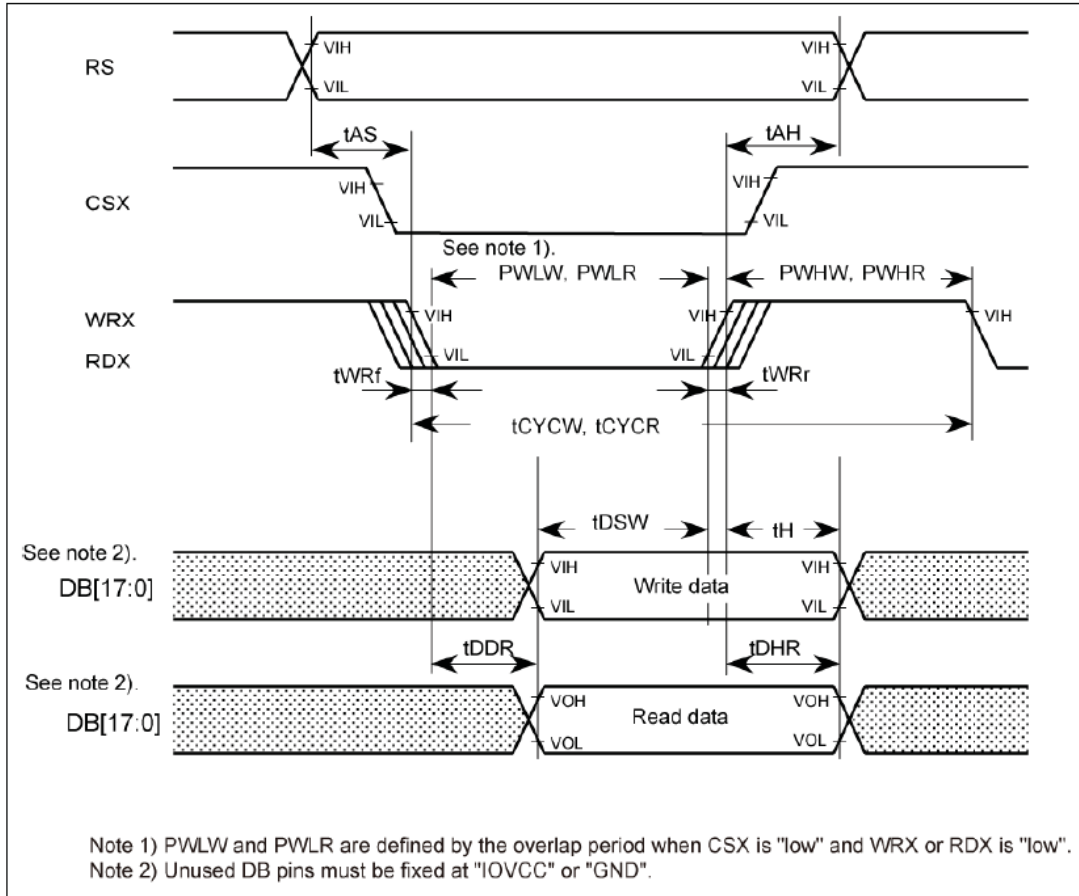 RS
VIH
VIL
VIH
VIL
tAS
tAH
CSX
VIH
VIL
VIH
VIL
See note 1).
PWLW, PWLR
PWHW, PWHR
WRX
RDX
VIH
VIL
VIH
VIL
VIH
tWRf
tWRr
tCYCW, tCYCR
tDSW
tH
See note 2).
DB[17:0]
VIH
VIL
Write data
VIH
VIL
tDDR
tDHR
See note 2).
DB[17:0]
VOH
VOL
Read data
VOH
VOL
Note 1) PWLW and PWLR are defined by the overlap period when CSX is "low" and WRX or RDX is "low".
Note 2) Unused DB pins must be fixed at "IOVCC" or "GND".